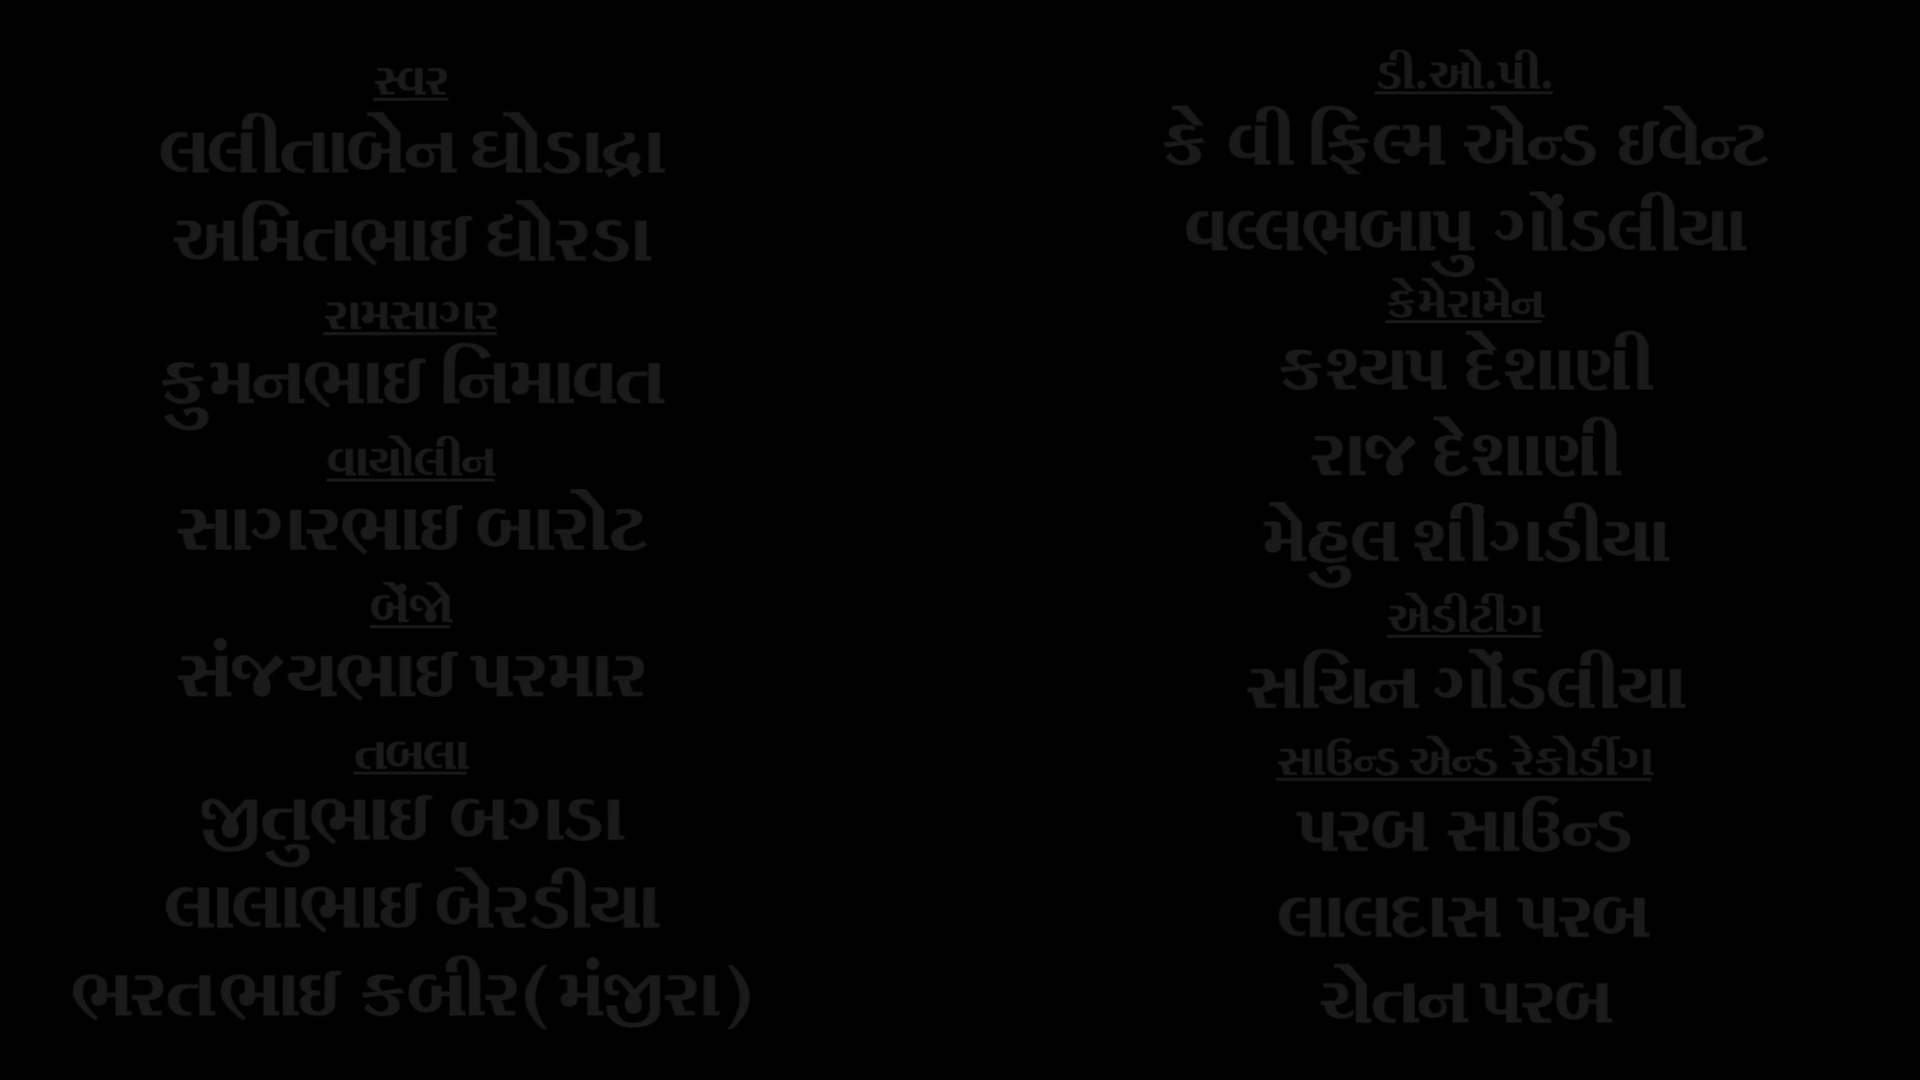 સ્વર
લલીતાબેન ઘોડાદ્રા
અમિતભાઇ ધોરડા
રામસાગર
કુમનભાઇ નિમાવત
વાયોલીન
સાગરભાઇ બારોટ
બેંજો
સંજયભાઇ પરમાર
તબલા
જીતુભાઇ બગડા
લાલાભાઇ બેરડીયા
ભરતભાઇ કબીર(મંજીરા)
ડી.ઓ.પી.
કે વી ફિલ્મ એન્ડ ઇવેન્ટ
વલ્લભબાપુ ગોંડલીયા
કેમેરામેન
કશ્યપ દેશાણી
રાજ દેશાણી
મેહુલ શીંગડીયા
એડીટીંગ
સચિન ગોંડલીયા
સાઉન્ડ એન્ડ રેકોર્ડીંગ
પરબ સાઉન્ડ
લાલદાસ પરબ
ચેતન પરબ